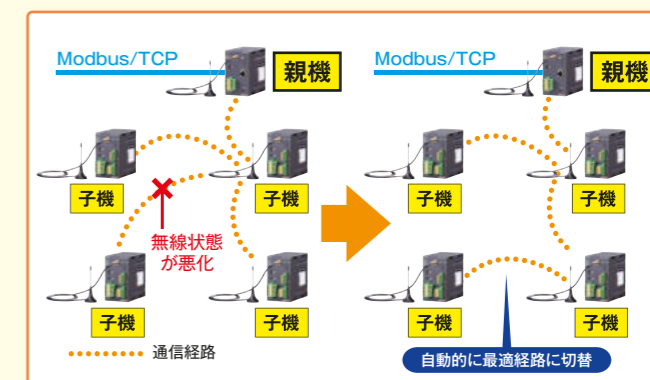 Modbus/TCP
親機
子機
子機
無線状態
が悪化
子機
子機
通信経路
Modbus/TCP
親機
子機
子機
子機
子機
自動的に最適経路に切替